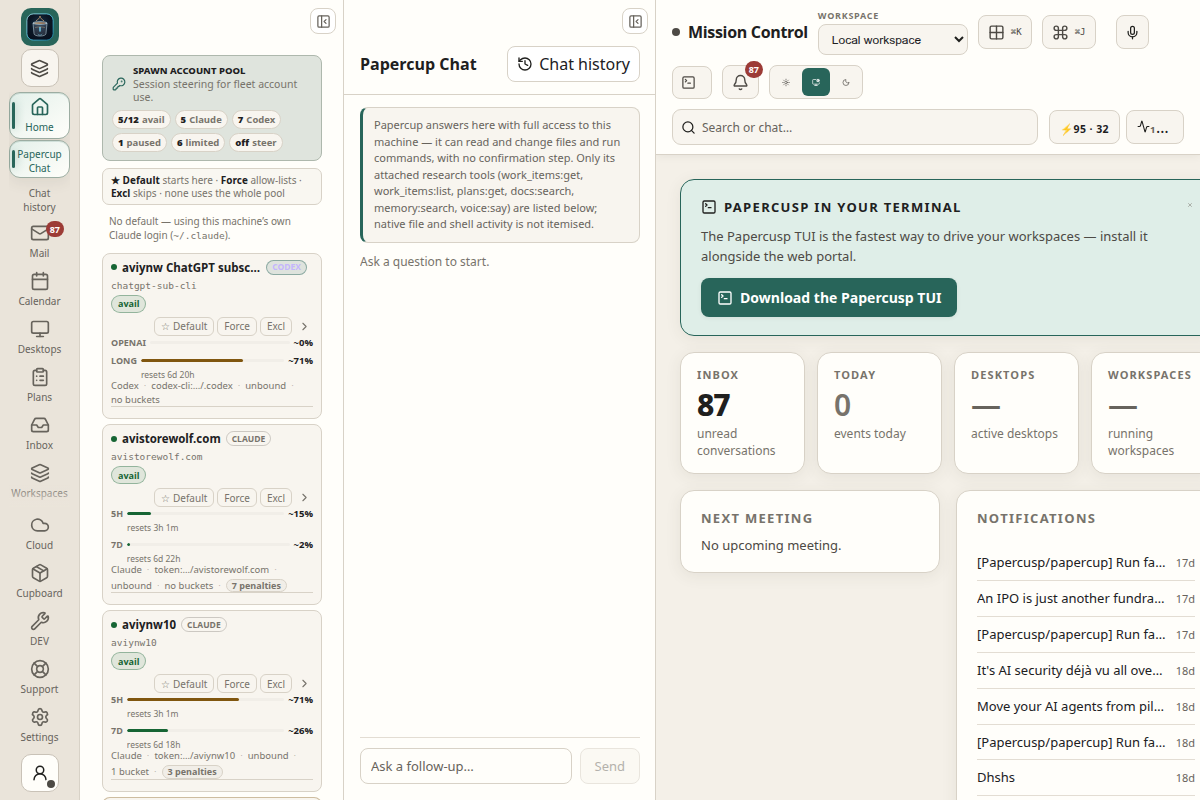 Home
Papercup
Chat
Chat
history
87
Mail
Calendar
Desktops
Plans
Inbox
Workspaces
Cloud
Cupboard
DEV
Support
Settings
SPAWN ACCOUNT POOL
Session steering for fleet account
use.
5/12 avail 5 Claude 7 Codex
1 paused 6 limited off steer
★ Default starts here · Force allow-lists ·
Excl skips · none uses the whole pool
No default — using this machine's own
Claude login (~/.claude).
aviynw ChatGPT subsc... CODEX
chatgpt-sub-cli
avail
☆ Default Force Excl
OPENAI ~0%
LONG ~71%
resets 6d 20h
Codex · codex-cli:.../.codex · unbound ·
no buckets
avistorewolf.com CLAUDE
avistorewolf.com
avail
☆ Default Force Excl
5H ~15%
resets 3h 1m
7D ~2%
resets 6d 22h
Claude · token:.../avistorewolf.com ·
unbound · no buckets · 7 penalties
aviynw10 CLAUDE
aviynw10
avail
☆ Default Force Excl
5H ~71%
resets 3h 1m
7D ~26%
resets 6d 18h
Claude · token:.../aviynw10 · unbound ·
1 bucket · 3 penalties
Papercup Chat
Chat history
Papercup answers here with full access to this
machine — it can read and change files and run
commands, with no confirmation step. Only its
attached research tools (work_items:get,
work_items:list, plans:get, docs:search,
memory:search, voice:say) are listed below;
native file and shell activity is not itemised.
Ask a question to start.
Ask a follow-up...
Send
Mission Control
WORKSPACE
Local workspace
⌘K
⌘J
87
Search or chat...
⚡95 · 32
1...
PAPERCUSP IN YOUR TERMINAL
×
The Papercusp TUI is the fastest way to drive your workspaces — install it
alongside the web portal.
Download the Papercusp TUI
INBOX
87
unread
conversations
TODAY
0
events today
DESKTOPS
—
active desktops
WORKSPACES
—
running
workspaces
NEXT MEETING
No upcoming meeting.
NOTIFICATIONS
[Papercusp/papercup] Run fa... 17d
An IPO is just another fundra... 17d
[Papercusp/papercup] Run fa... 17d
It's AI security déjà vu all ove... 18d
Move your AI agents from pil... 18d
[Papercusp/papercup] Run fa... 18d
Dhshs 18d